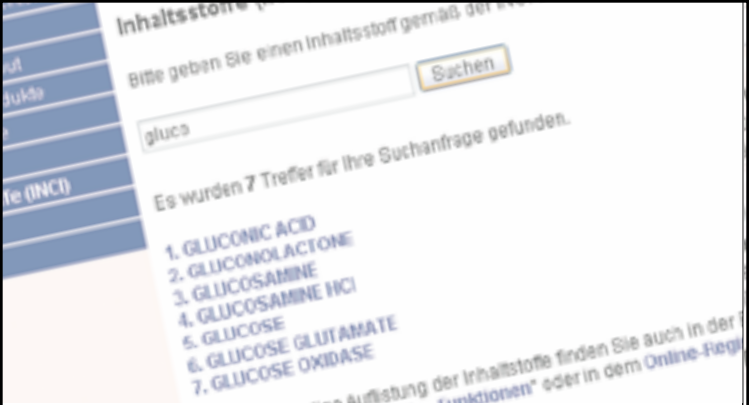 Inhaltsstoffe
Bitte geben Sie einen Inhaltsstoff gemäß der
Suchen
gluco
Es wurden 7 Treffer für Ihre Suchanfrage gefunden.
(INCI)
1. GLUCONIC ACID
2. GLUCONOLACTONE
3. GLUCOSAMINE
4. GLUCOSAMINE HCl
5. GLUCOSE
6. GLUCOSE GLUTAMATE
7. GLUCOSE OXIDASE
Auflistung der Inhaltstoffe finden Sie auch in der
oder in dem Online-Regi